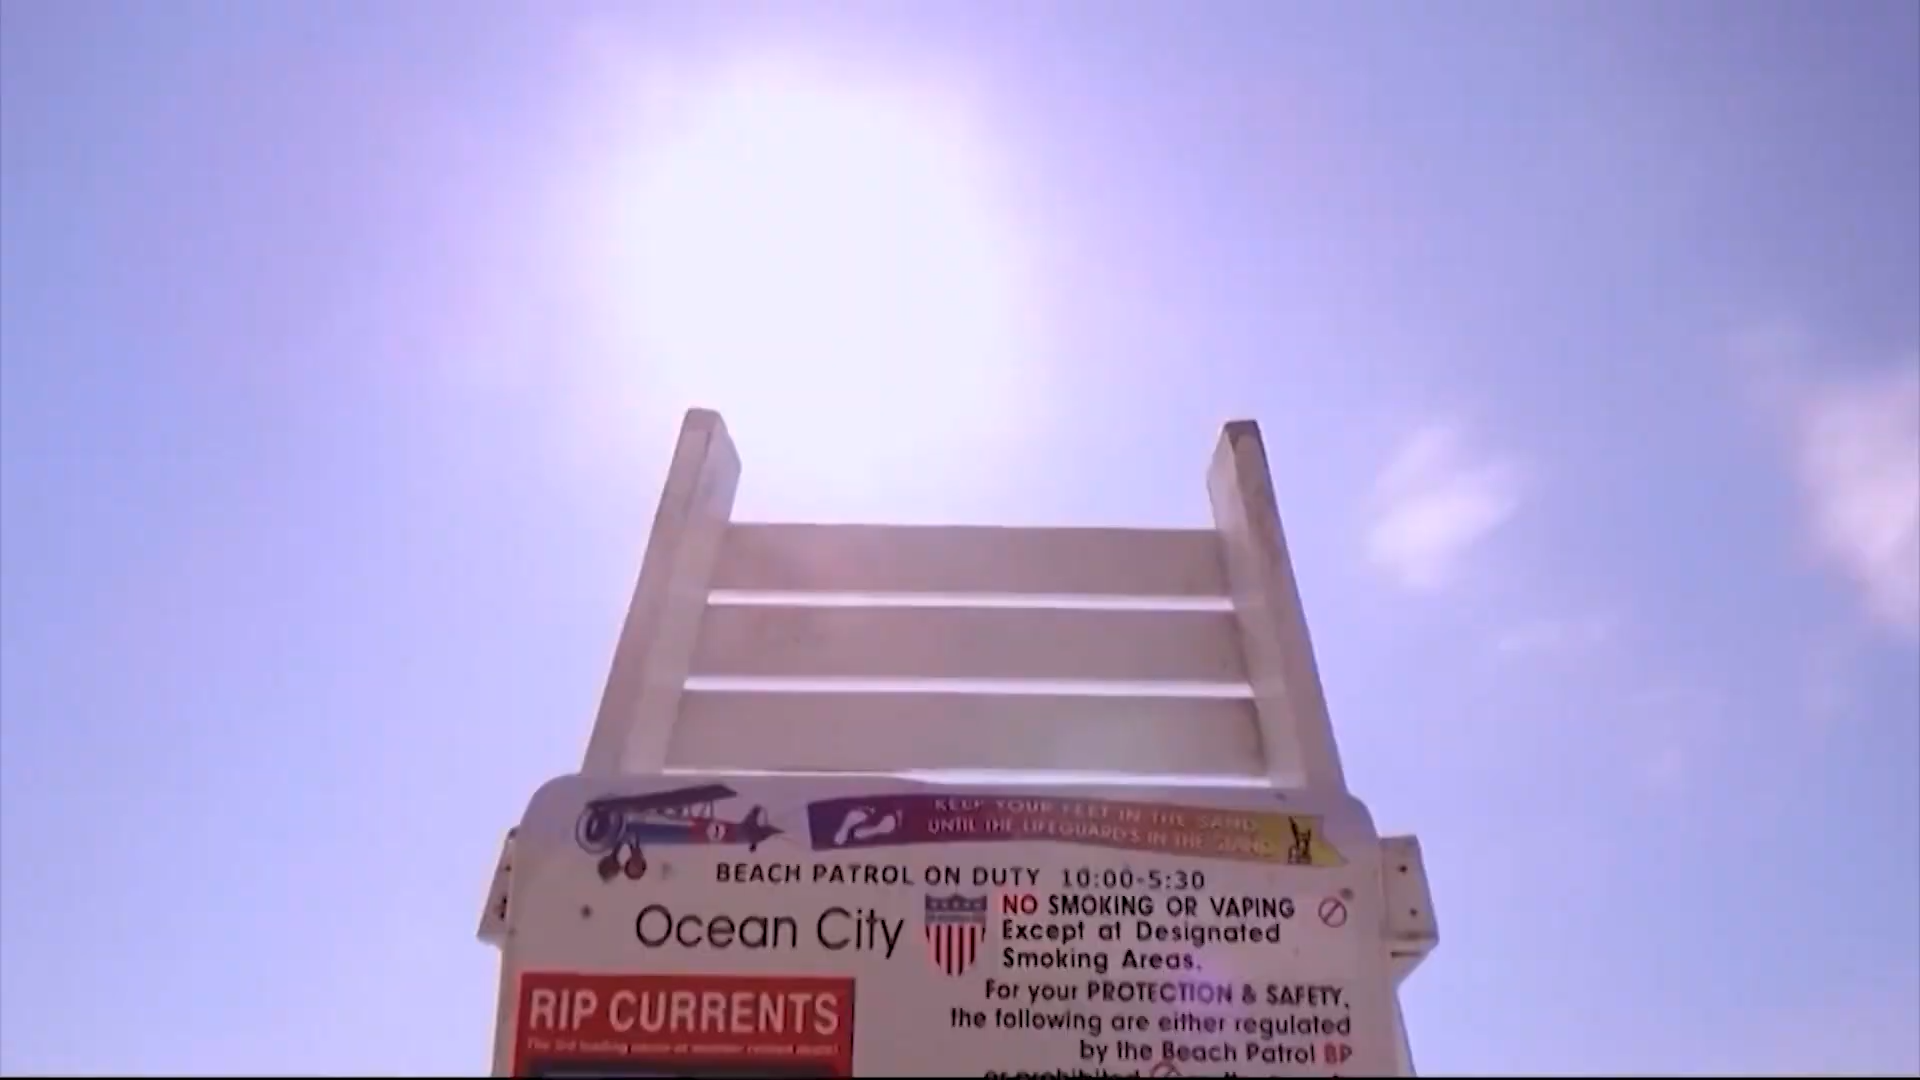 KEEP YOUR FEET IN THE SAND
UNTIL THE LIFEGUARD'S IN THE STAND
BEACH PATROL ON DUTY 10:00-5:30
Ocean City
NO SMOKING OR VAPING
Except at Designated
Smoking Areas.
RIP CURRENTS
For your PROTECTION & SAFETY,
the following are either regulated
by the Beach Patrol BP
or prohibited